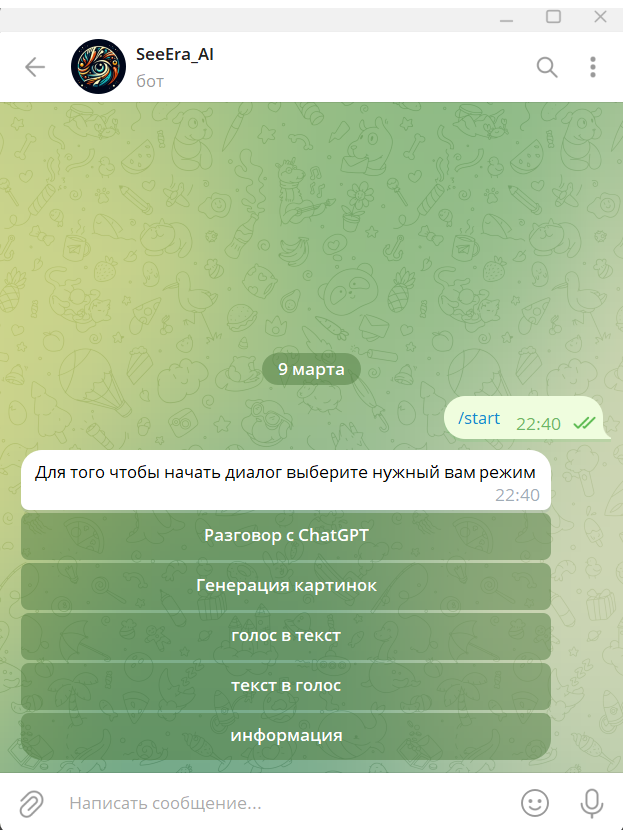 SeeEra_AI
бот
9 марта
/start 22:40
Для того чтобы начать диалог выберите нужный вам режим
22:40
Разговор с ChatGPT
Генерация картинок
голос в текст
текст в голос
информация
Написать сообщение...